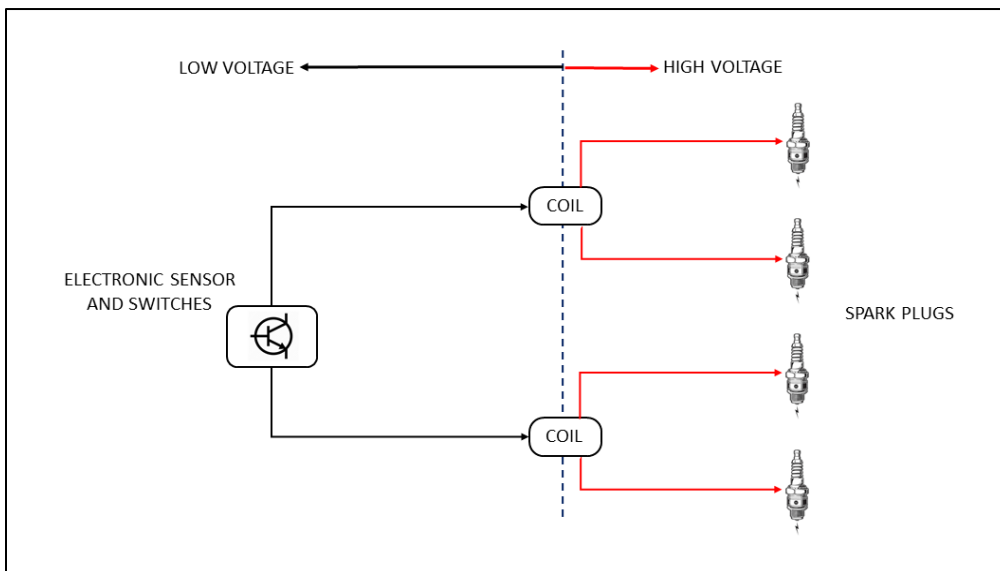 LOW VOLTAGE
HIGH VOLTAGE
COIL
ELECTRONIC SENSOR
AND SWITCHES
SPARK PLUGS
COIL